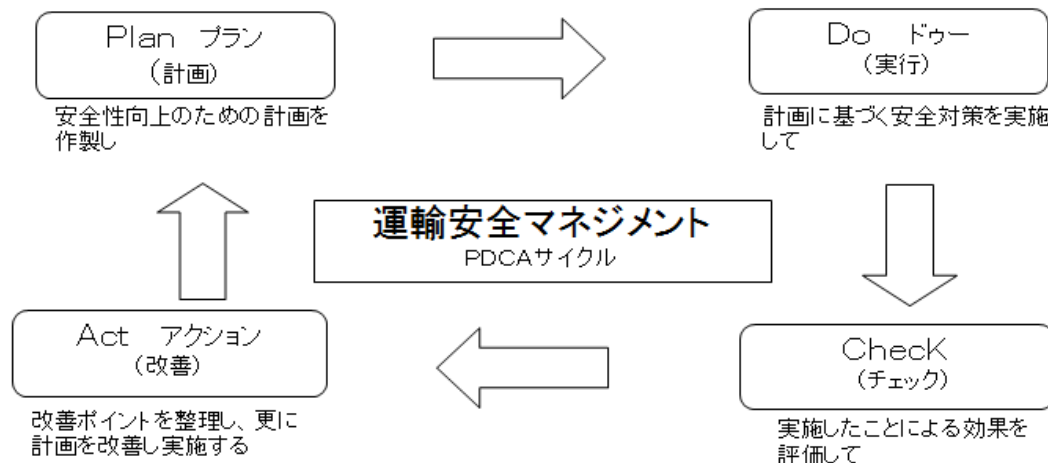 Plan プラン
(計画)
安全性向上のための計画を
作製し
Do ドゥー
(実行)
計画に基づく安全対策を実施
して
運輸安全マネジメント
PDCAサイクル
Act アクション
(改善)
改善ポイントを整理し、更に
計画を改善し実施する
ChecK
(チェック)
実施したことによる効果を
評価して